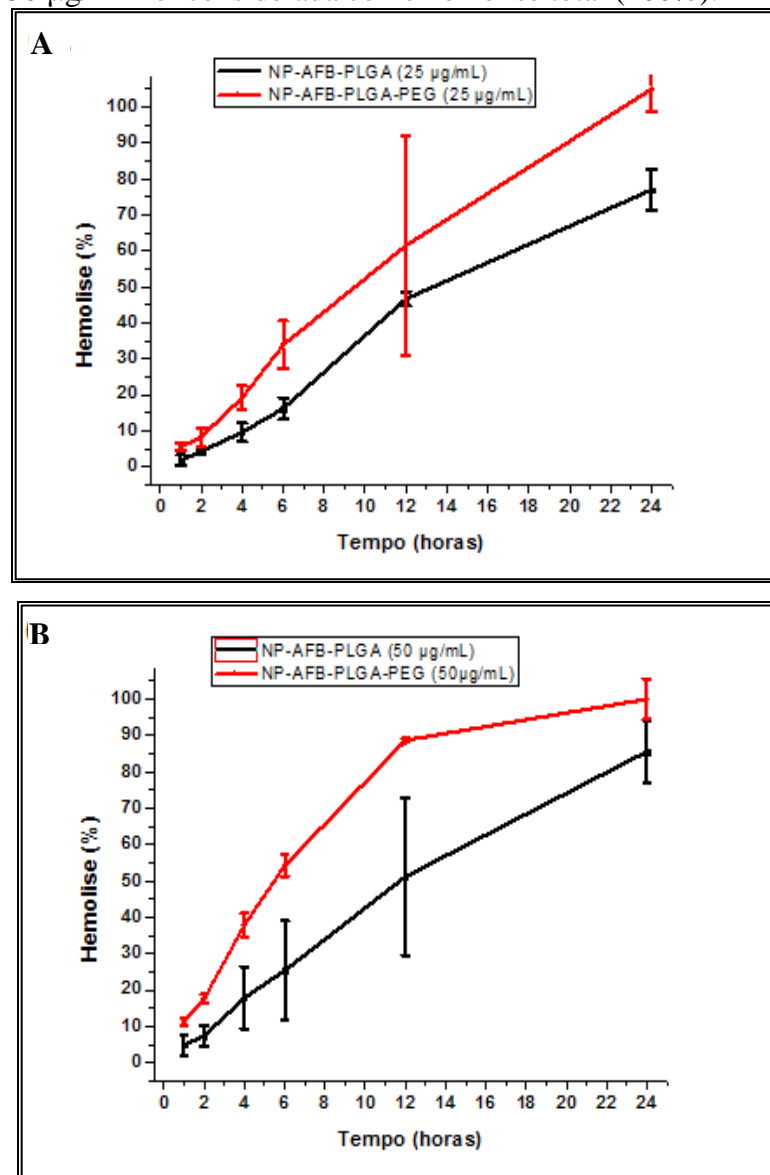 A
NP-AFB-PLGA (25 µg/mL)
NP-AFB-PLGA-PEG (25 µg/mL)
100
90
80
70
60
50
40
30
20
10
0
Hemolise (%)
0 2 4 6 8 10 12 14 16 18 20 22 24
Tempo (horas)
B
NP-AFB-PLGA (50 µg/mL)
NP-AFB-PLGA-PEG (50µg/mL)
100
90
80
70
60
50
40
30
20
10
0
Hemolise (%)
0 2 4 6 8 10 12 14 16 18 20 22 24
Tempo (horas)